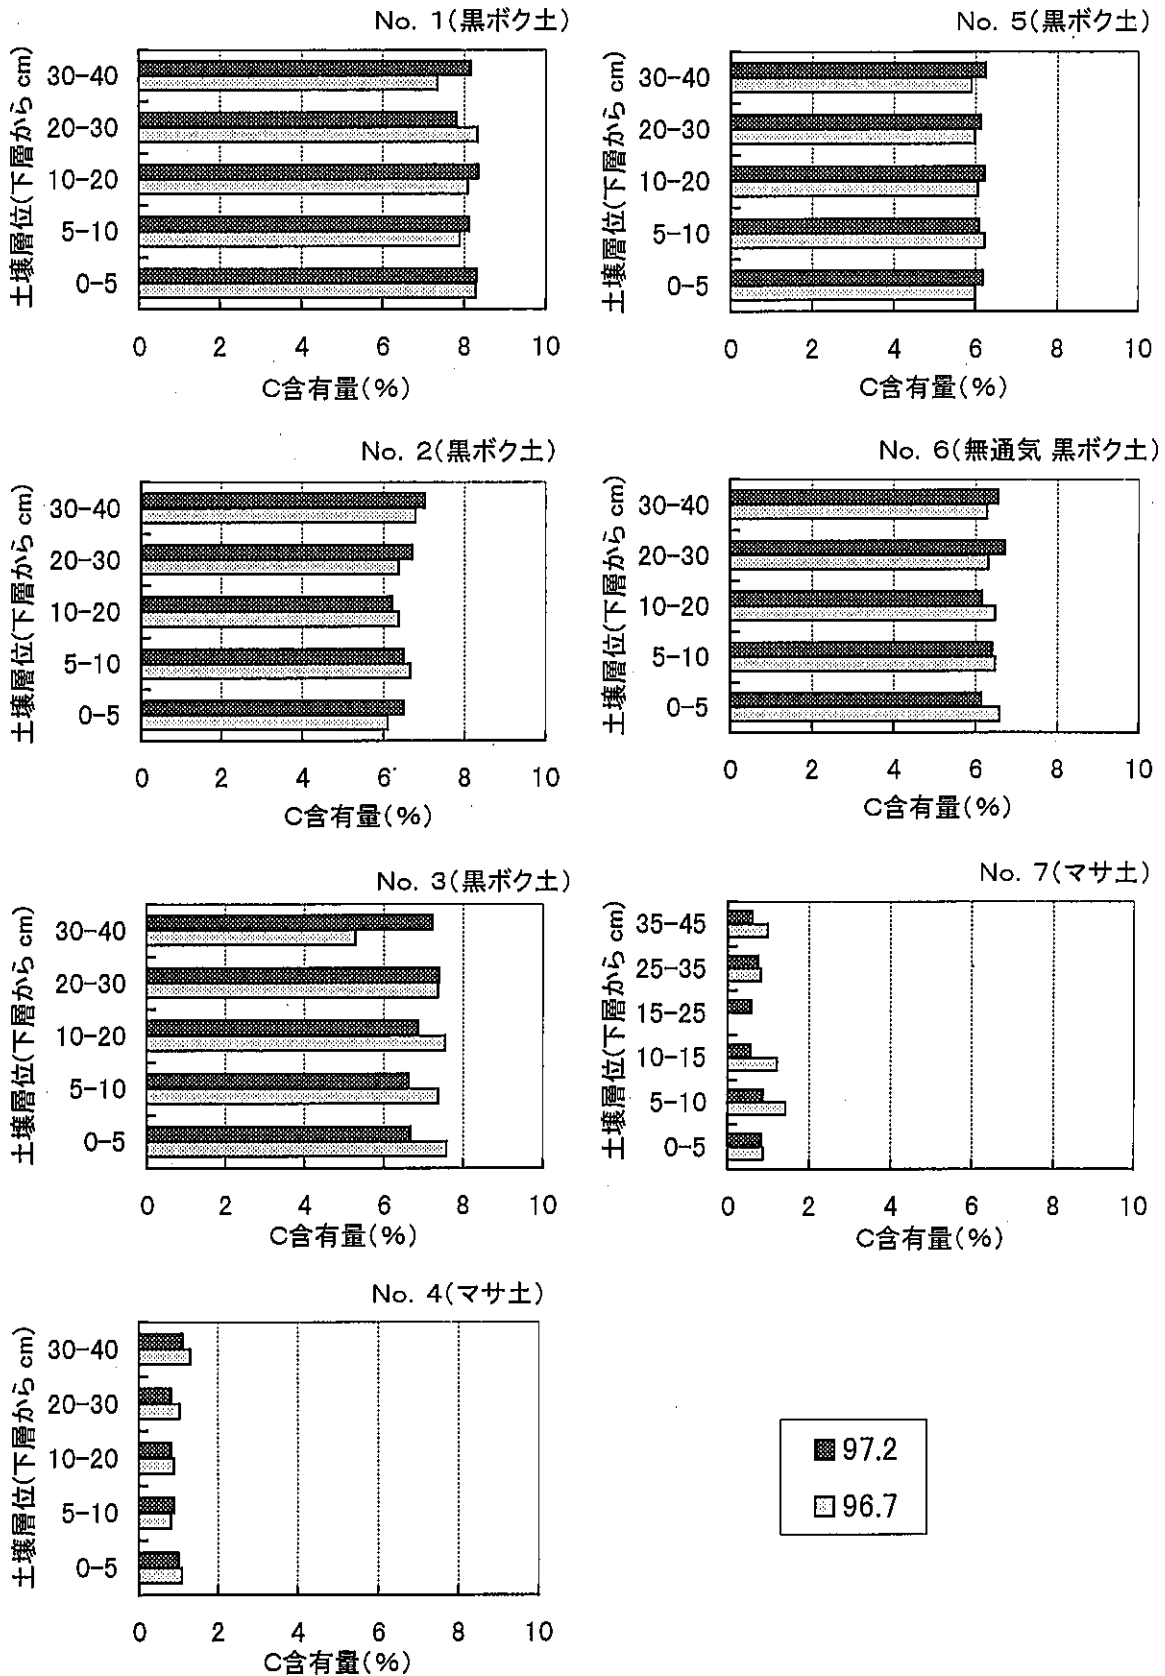 No. 1(黒ボク土)
土壌層位(下層から cm)
30-40
20-30
10-20
5-10
0-5
0 2 4 6 8 10
C含有量(%)
No. 2(黒ボク土)
土壌層位(下層から cm)
30-40
20-30
10-20
5-10
0-5
0 2 4 6 8 10
C含有量(%)
No. 3(黒ボク土)
土壌層位(下層から cm)
30-40
20-30
10-20
5-10
0-5
0 2 4 6 8 10
C含有量(%)
No. 4(マサ土)
土壌層位(下層から cm)
30-40
20-30
10-20
5-10
0-5
0 2 4 6 8 10
C含有量(%)
No. 5(黒ボク土)
土壌層位(下層から cm)
30-40
20-30
10-20
5-10
0-5
0 2 4 6 8 10
C含有量(%)
No. 6(無通気 黒ボク土)
土壌層位(下層から cm)
30-40
20-30
10-20
5-10
0-5
0 2 4 6 8 10
C含有量(%)
No. 7(マサ土)
土壌層位(下層から cm)
35-45
25-35
15-25
10-15
5-10
0-5
0 2 4 6 8 10
C含有量(%)
97.2
96.7